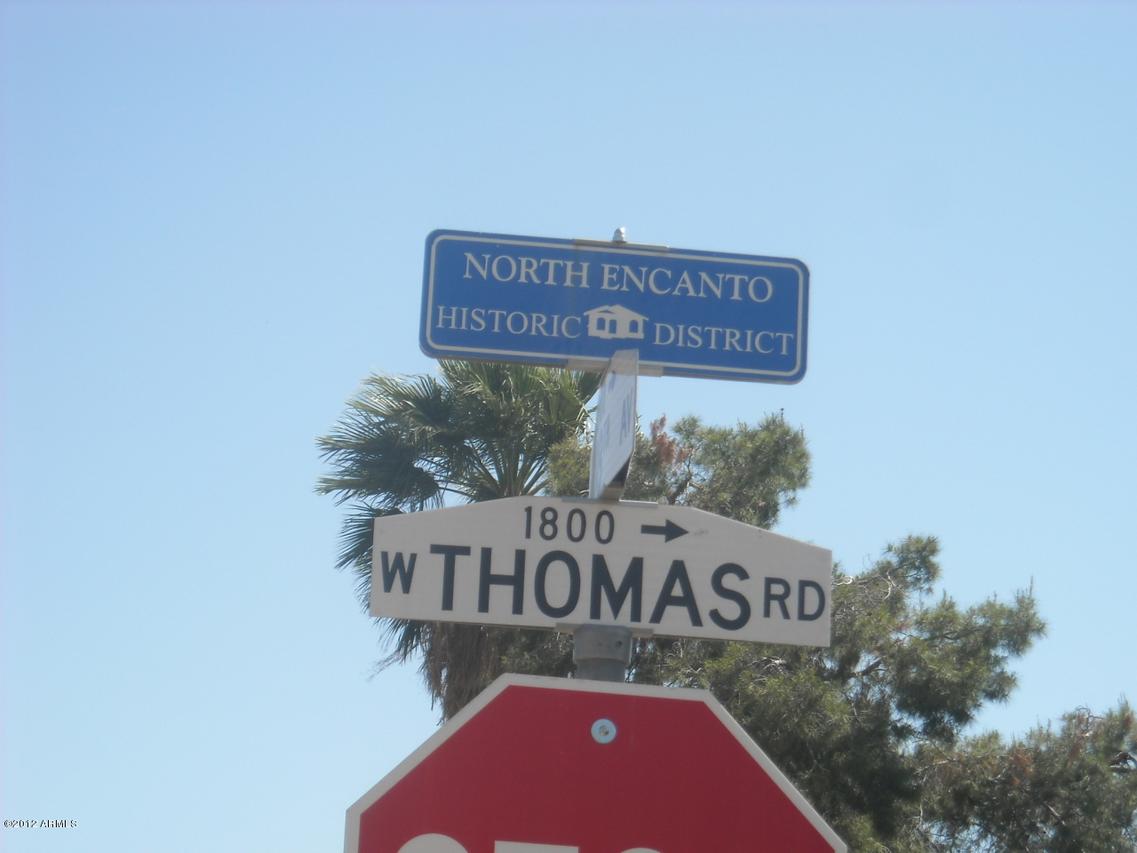 NORTH ENCANTO
HISTORIC DISTRICT
1800 →
W THOMAS RD
©2012 ARMLS